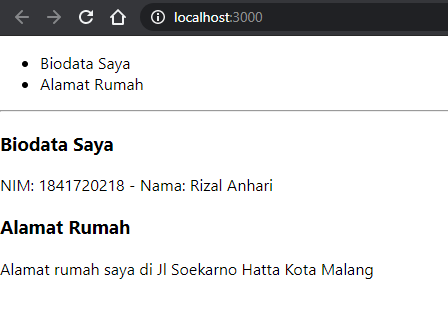 localhost:3000
Biodata Saya
Alamat Rumah
Biodata Saya
NIM: 1841720218 - Nama: Rizal Anhari
Alamat Rumah
Alamat rumah saya di Jl Soekarno Hatta Kota Malang